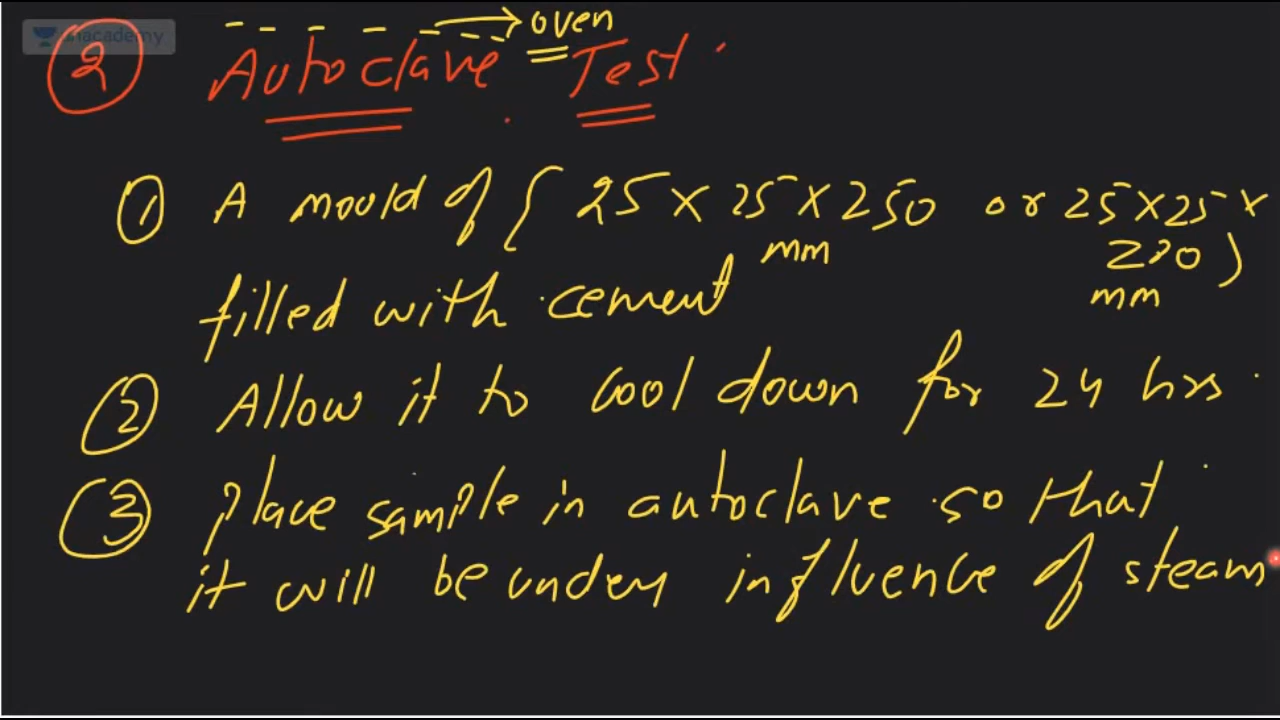 unacademy
→ oven
② Autoclave Test
① A mould of ( 25 × 25 × 250 or 25 × 25 ×
mm
filled with cement
mm
② Allow it to cool down for 24 hrs.
③ Place sample in autoclave so that
it will be under influence of steam